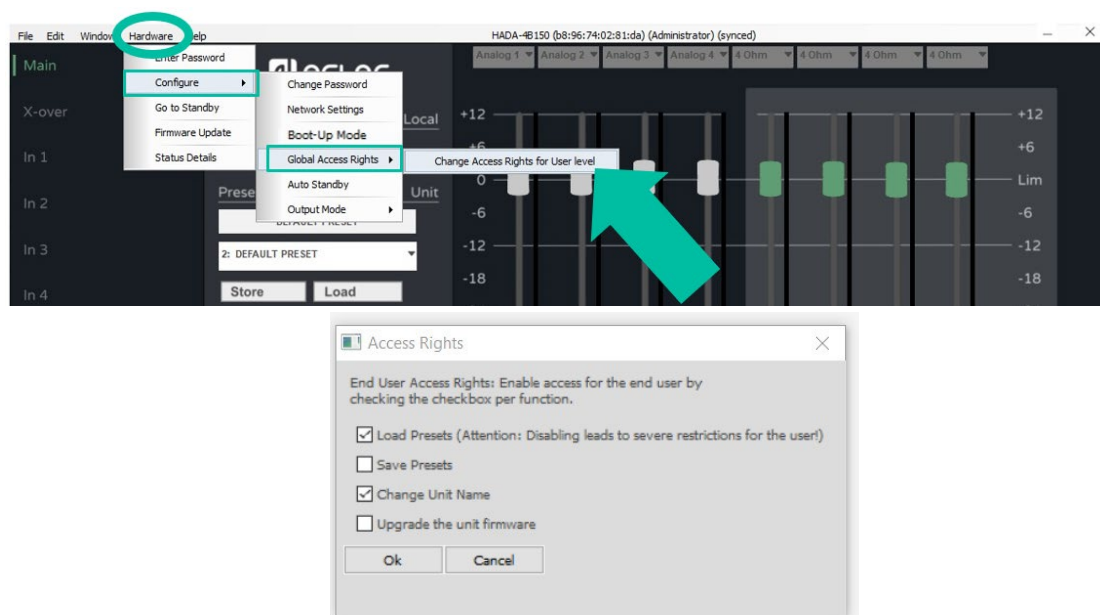 HADA-4B150 (b8:96:74:02:81:da) (Administrator) (synced)
File Edit Window Hardware Help
Main
X-over
In 1
In 2
In 3
In 4
Enter Password
Configure
Go to Standby
Firmware Update
Status Details
Change Password
Network Settings
Boot-Up Mode
Global Access Rights
Auto Standby
Output Mode
Change Access Rights for User level
Local
Unit
DEFAULT PRESET
2: DEFAULT PRESET
Store Load
Analog 1 Analog 2 Analog 3 Analog 4 4 Ohm 4 Ohm 4 Ohm 4 Ohm
+12 +12
+6 +6
0 Lim
-6 -6
-12 -12
-18 -18
Access Rights
End User Access Rights: Enable access for the end user by
checking the checkbox per function.
Load Presets (Attention: Disabling leads to severe restrictions for the user!)
Save Presets
Change Unit Name
Upgrade the unit firmware
Ok Cancel